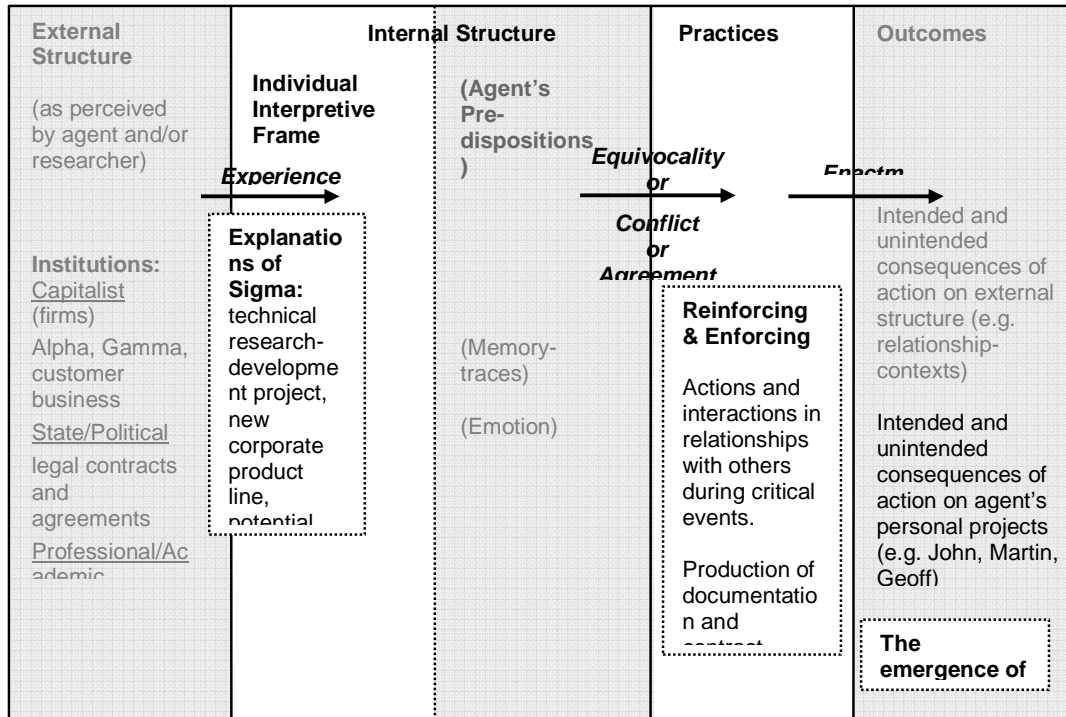 External
Structure
(as perceived
by agent and/or
researcher)
Institutions:
Capitalist
(firms)
Alpha, Gamma,
customer
business
State/Political
legal contracts
and
agreements
Professional/Ac
ademic
Internal Structure
Individual
Interpretive
Frame
Experience
Explanatio
ns of
Sigma:
technical
research-
developme
nt project,
new
corporate
product
line,
potential
(Agent's
Pre-
dispositions
)
(Memory-
traces)
(Emotion)
Practices
Equivocality
or
Conflict
or
Agreement
Reinforcing
& Enforcing
Actions and
interactions in
relationships
with others
during critical
events.
Production of
documentatio
n and
contract
Outcomes
Enactm
Intended and
unintended
consequences of
action on external
structure (e.g.
relationship-
contexts)
Intended and
unintended
consequences of
action on agent's
personal projects
(e.g. John, Martin,
Geoff)
The
emergence of